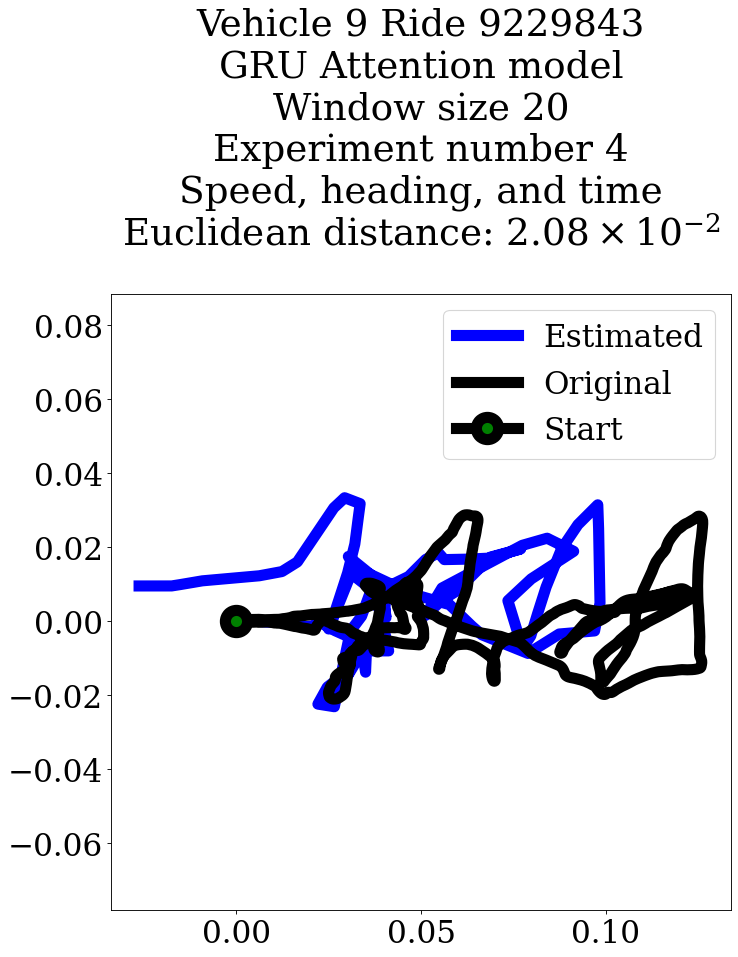 Vehicle 9 Ride 9229843
GRU Attention model
Window size 20
Experiment number 4
Speed, heading, and time
Euclidean distance: 2.08 × 10⁻²
Estimated
Original
Start
0.08
0.06
0.04
0.02
0.00
−0.02
−0.04
−0.06
0.00 0.05 0.10